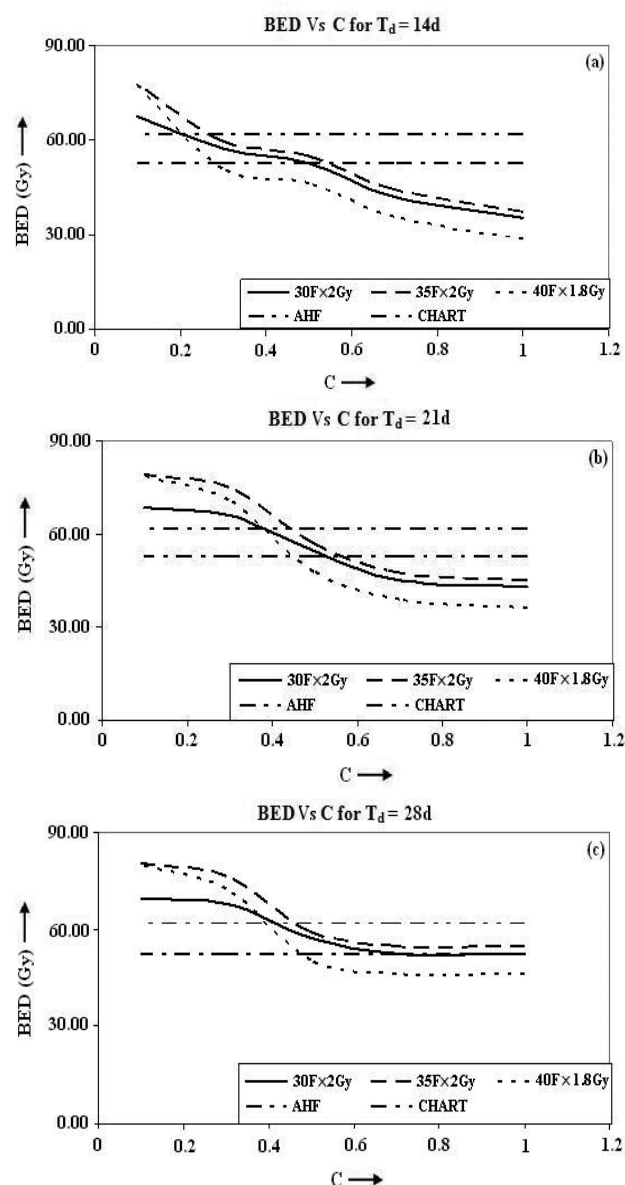 BED Vs C for Td = 14d
90.00
(a)
60.00
BED (Gy)
30.00
30F×2Gy 35F×2Gy 40F×1.8Gy
AHF CHART
0.00
0 0.2 0.4 0.6 0.8 1 1.2
C
BED Vs C for Td = 21d
90.00
(b)
60.00
BED (Gy)
30.00
30F×2Gy 35F×2Gy 40F×1.8Gy
AHF CHART
0.00
0 0.2 0.4 0.6 0.8 1 1.2
C
BED Vs C for Td = 28d
90.00
(c)
60.00
BED (Gy)
30.00
30F×2Gy 35F×2Gy 40F×1.8Gy
AHF CHART
0.00
0 0.2 0.4 0.6 0.8 1 1.2
C